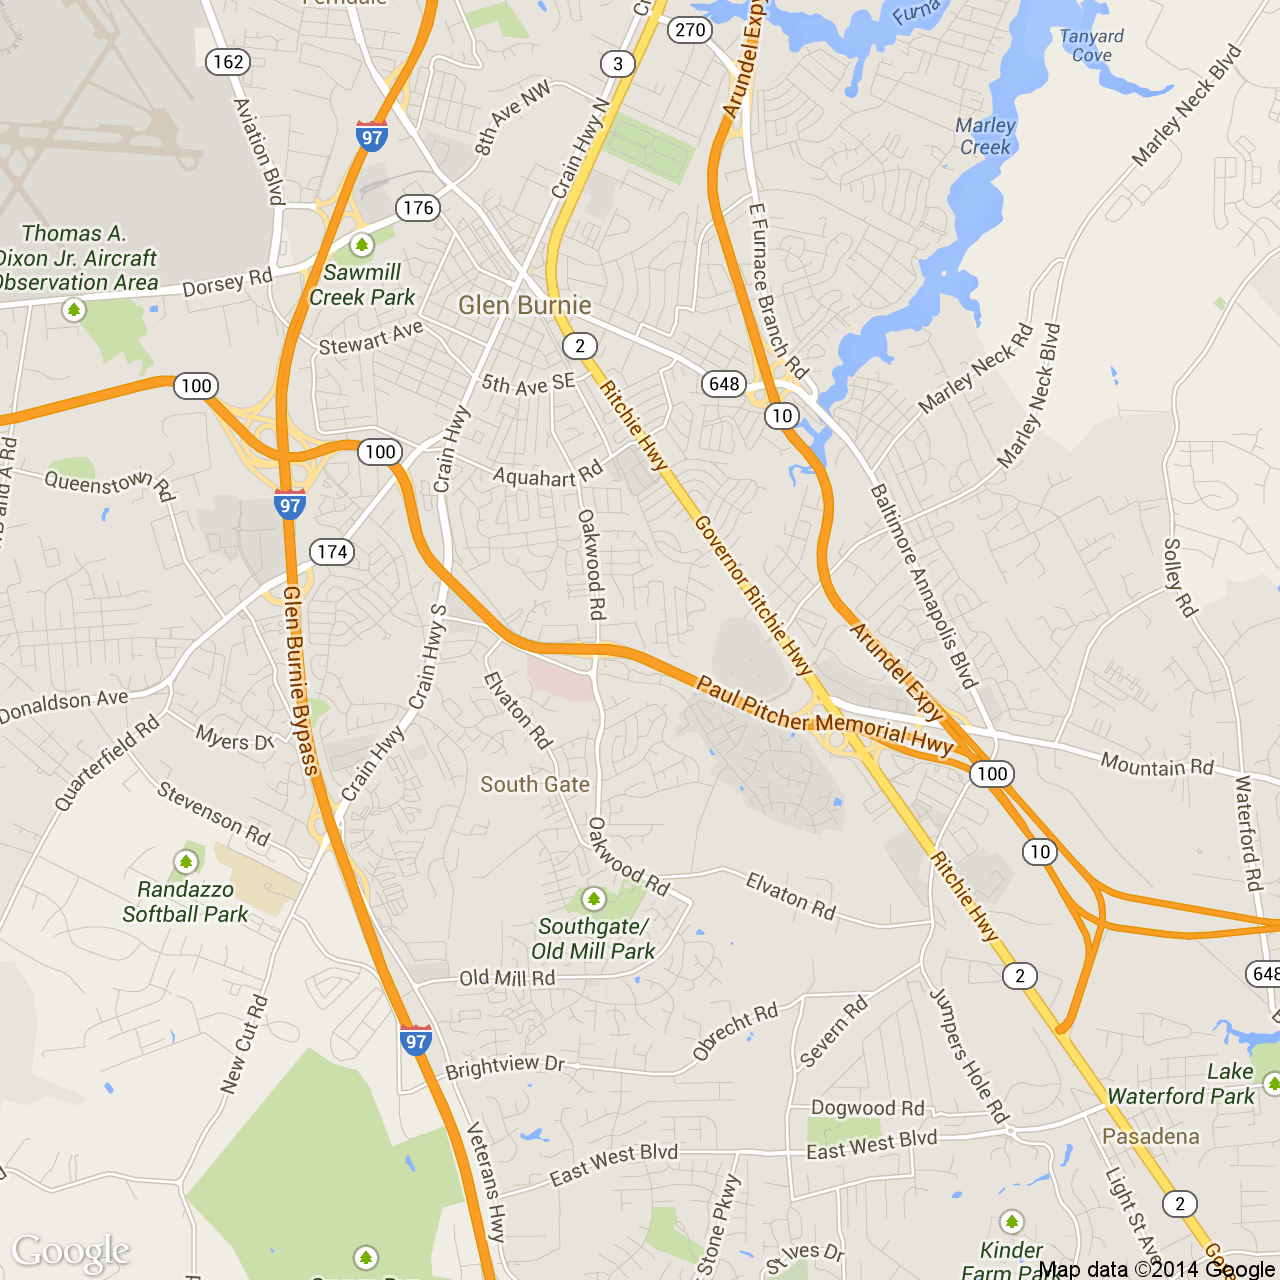 Ferndale
270
Furna
Tanyard
Cove
162
3
Arundel Expy
Marley Neck Blvd
97
8th Ave NW
Aviation Blvd
Crain Hwy N
Marley
Creek
176
Thomas A.
Dixon Jr. Aircraft
Observation Area
E Furnace Branch Rd
Sawmill
Creek Park
Dorsey Rd
Glen Burnie
Stewart Ave
2
Marley Neck Rd
Marley Neck Blvd
100
5th Ave SE
648
10
Ritchie Hwy
Crain Hwy
100
Aquahart Rd
Queenstown Rd
97
Oakwood Rd
Baltimore Annapolis Blvd
Governor Ritchie Hwy
174
Solley Rd
Glen Burnie Bypass
Crain Hwy S
Arundel Expy
Donaldson Ave
Elvaton Rd
Paul Pitcher Memorial Hwy
Myers Dr
Quarterfield Rd
Crain Hwy
South Gate
100
Mountain Rd
Stevenson Rd
Waterford Rd
Oakwood Rd
10
Ritchie Hwy
Randazzo
Softball Park
Elvaton Rd
Southgate/
Old Mill Park
Old Mill Rd
2
648
New Cut Rd
Obrecht Rd
Severn Rd
Jumpers Hole Rd
97
Brightview Dr
Lake
Waterford Park
Dogwood Rd
Veterans Hwy
East West Blvd
East West Blvd
Pasadena
Light St Ave
2
Stone Pkwy
St Ives Dr
Kinder
Farm Park
Google
Map data ©2014 Google